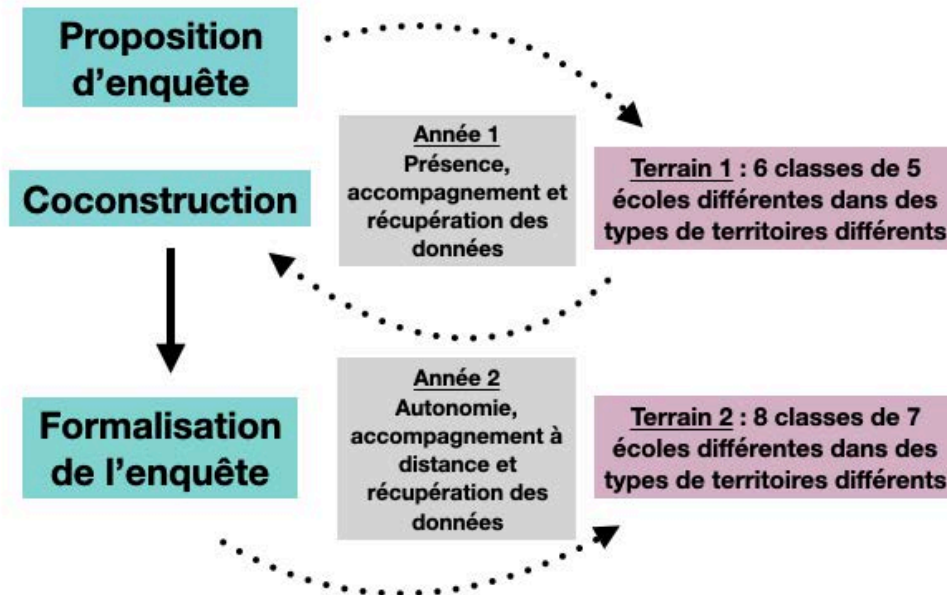 Proposition
d’enquête
Année 1
Présence,
accompagnement et
récupération des
données
Terrain 1 : 6 classes de 5
écoles différentes dans des
types de territoires différents
Coconstruction
Formalisation
de l’enquête
Année 2
Autonomie,
accompagnement à
distance et
récupération des
données
Terrain 2 : 8 classes de 7
écoles différentes dans des
types de territoires différents